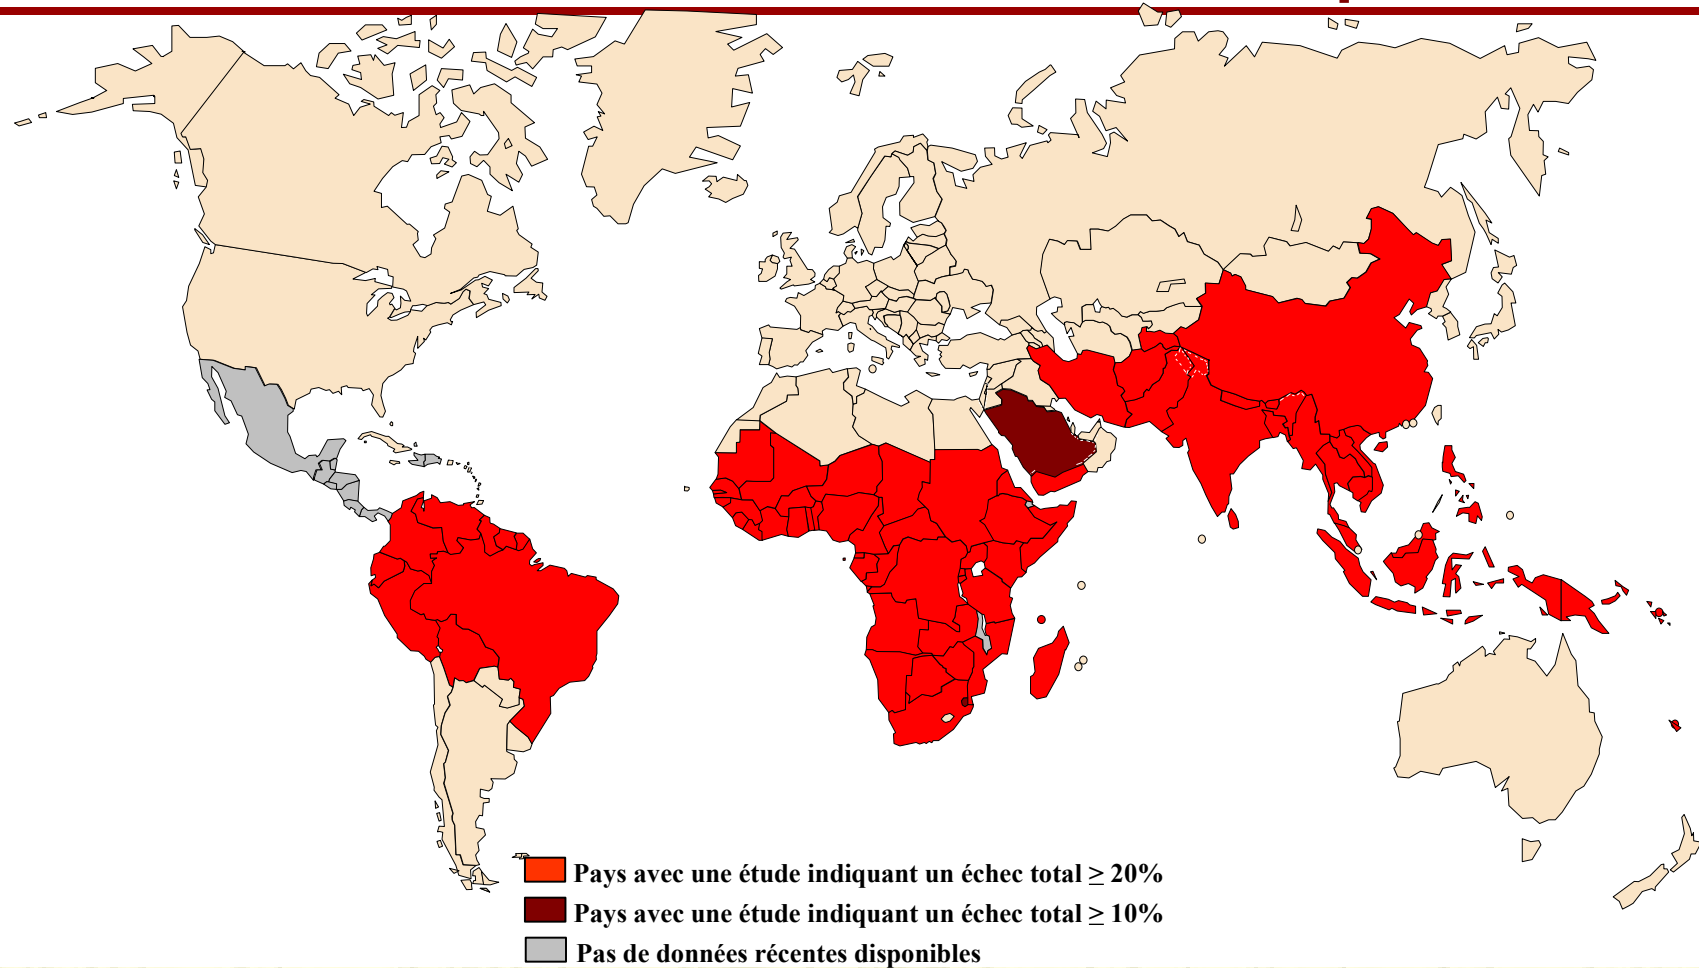 Pays avec une étude indiquant un échec total ≥ 20%
Pays avec une étude indiquant un échec total ≥ 10%
Pas de données récentes disponibles